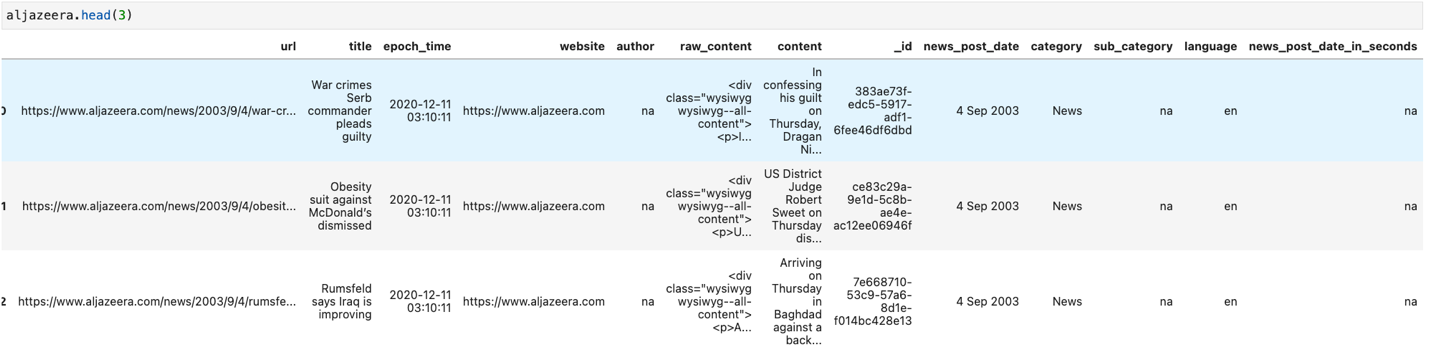 aljazeera.head(3)
url title epoch_time website author raw_content content _id news_post_date category sub_category language news_post_date_in_seconds
0 https://www.aljazeera.com/news/2003/9/4/war-cr... War crimes Serb commander pleads guilty 2020-12-11 03:10:11 https://www.aljazeera.com na <div class="wysiwyg wysiwyg--all-content"> <p>I... In confessing his guilt on Thursday, Dragan Ni... 383ae73f-edc5-5917-adf1-6fee46df6dbd 4 Sep 2003 News na en na
1 https://www.aljazeera.com/news/2003/9/4/obesit... Obesity suit against McDonald's dismissed 2020-12-11 03:10:11 https://www.aljazeera.com na <div class="wysiwyg wysiwyg--all-content"> <p>U... US District Judge Robert Sweet on Thursday dis... ce83c29a-9e1d-5c8b-ae4e-ac12ee06946f 4 Sep 2003 News na en na
2 https://www.aljazeera.com/news/2003/9/4/rumsfe... Rumsfeld says Iraq is improving 2020-12-11 03:10:11 https://www.aljazeera.com na <div class="wysiwyg wysiwyg--all-content"> <p>A... Arriving on Thursday in Baghdad against a back... 7e668710-53c9-57a6-8d1e-f014bc428e13 4 Sep 2003 News na en na